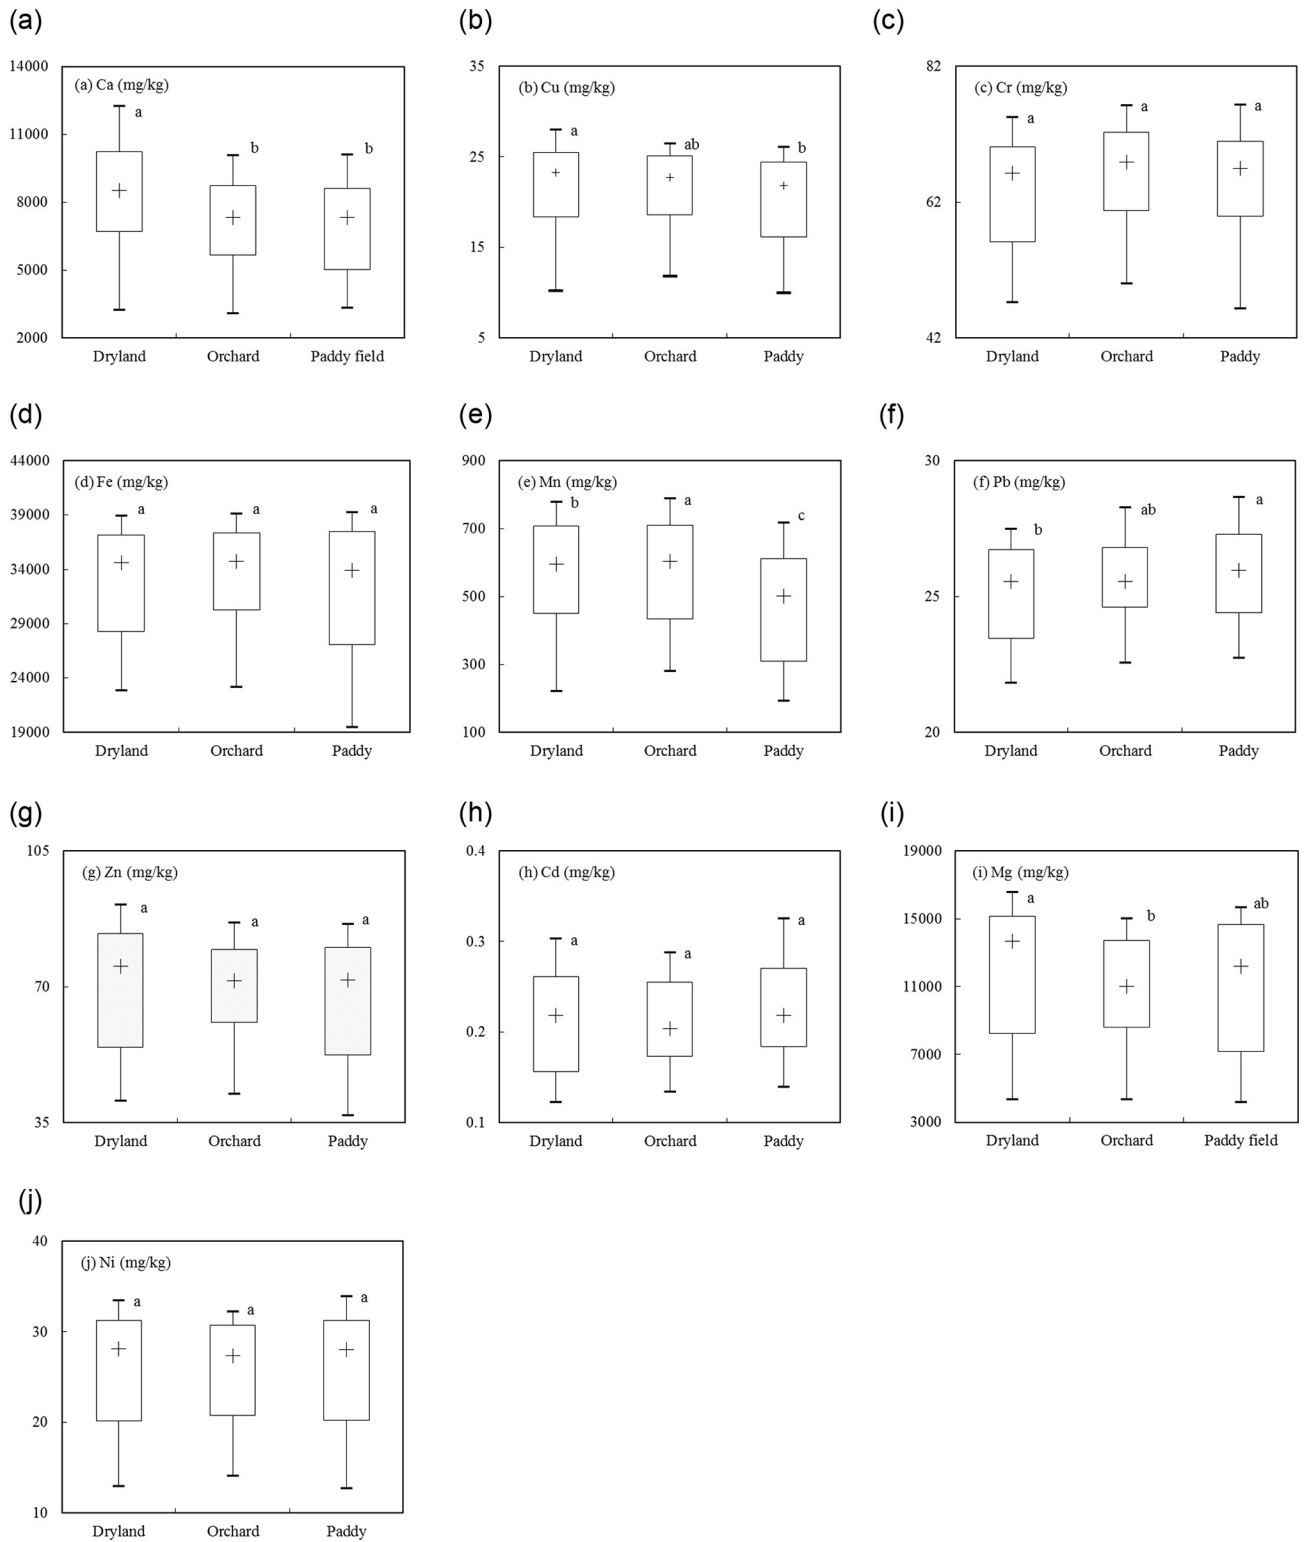 (a)
(b)
(c)
14000
11000
8000
5000
2000
(a) Ca (mg/kg)
a
b
b
Dryland
Orchard
Paddy field
35
25
15
5
(b) Cu (mg/kg)
a
ab
b
Dryland
Orchard
Paddy
82
62
42
(c) Cr (mg/kg)
a
a
a
Dryland
Orchard
Paddy
(d)
(e)
(f)
44000
39000
34000
29000
24000
19000
(d) Fe (mg/kg)
a
a
a
Dryland
Orchard
Paddy
900
700
500
300
100
(e) Mn (mg/kg)
b
a
c
Dryland
Orchard
Paddy
30
25
20
(f) Pb (mg/kg)
b
ab
a
Dryland
Orchard
Paddy
(g)
(h)
(i)
105
70
35
(g) Zn (mg/kg)
a
a
a
Dryland
Orchard
Paddy
0.4
0.3
0.2
0.1
(h) Cd (mg/kg)
a
a
a
Dryland
Orchard
Paddy
19000
15000
11000
7000
3000
(i) Mg (mg/kg)
a
b
ab
Dryland
Orchard
Paddy field
(j)
40
30
20
10
(j) Ni (mg/kg)
a
a
a
Dryland
Orchard
Paddy